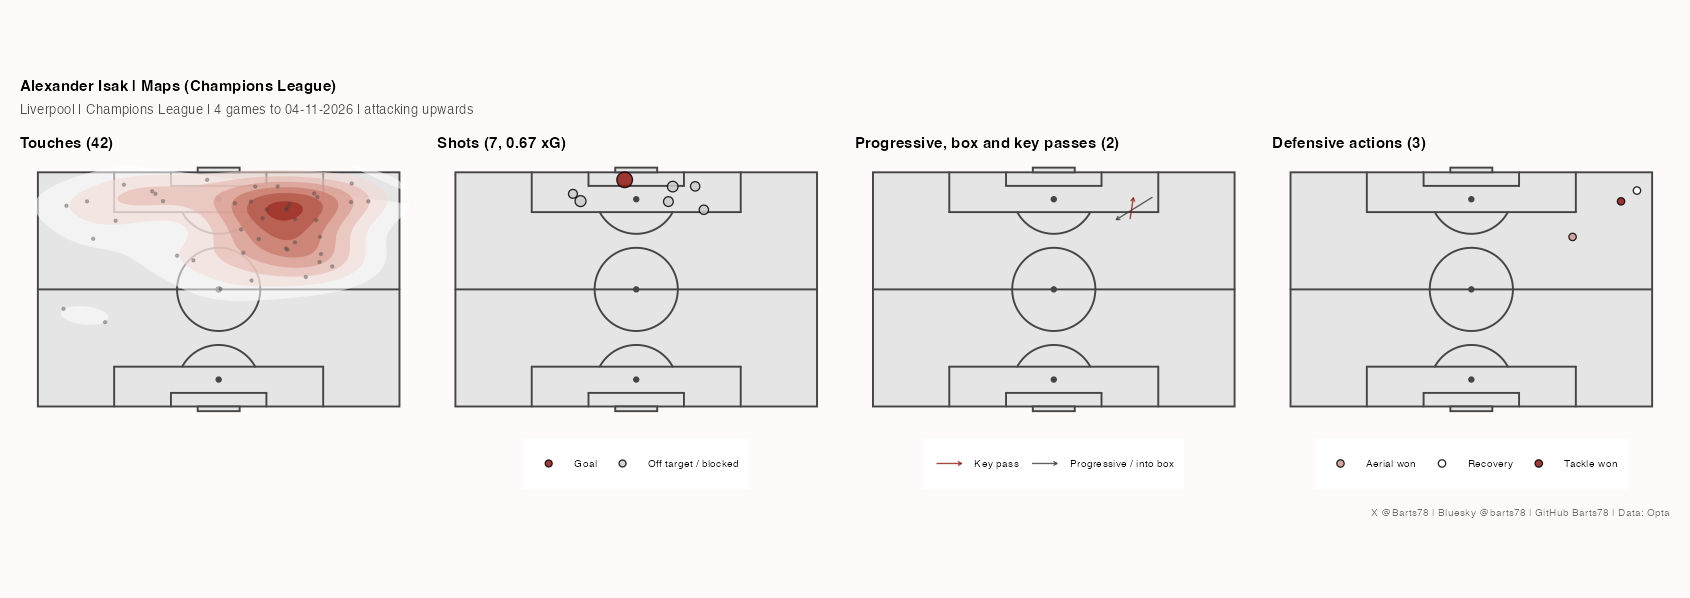 Alexander Isak | Maps (Champions League)
Liverpool | Champions League | 4 games to 04-11-2026 | attacking upwards
Touches (42)
Shots (7, 0.67 xG)
Progressive, box and key passes (2)
Defensive actions (3)
Goal
Off target / blocked
Key pass
Progressive / into box
Aerial won
Recovery
Tackle won
X @Barts78 | Bluesky @barts78 | GitHub Barts78 | Data: Opta